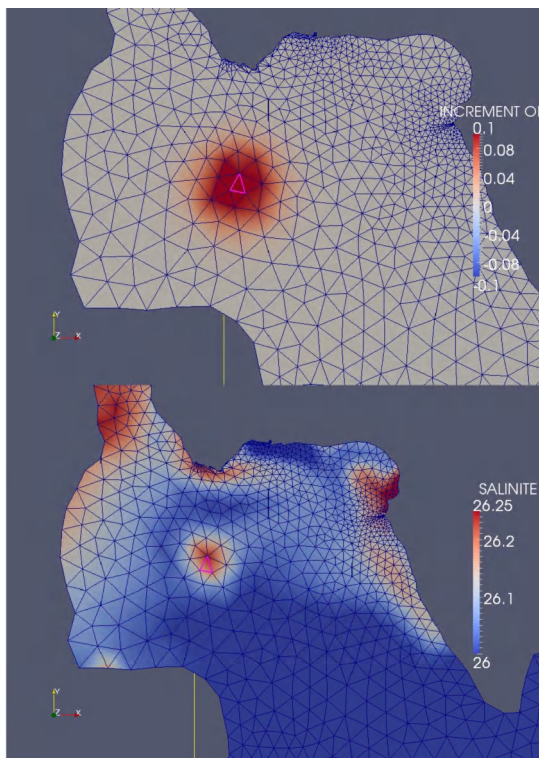 INCREMENT OF
0.1
0.08
0.04
0
-0.04
-0.08
-0.1
Y
Z X
SALINITE
26.25
26.2
26.1
26
Y
Z X